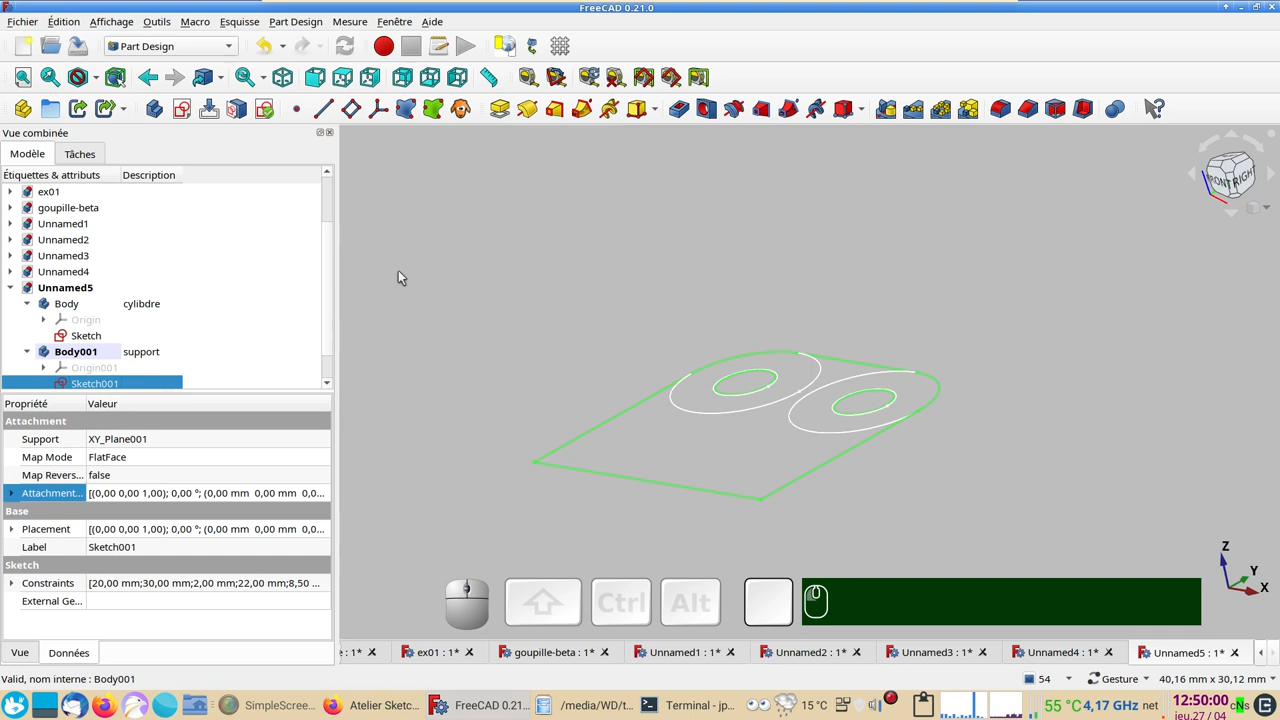 FreeCAD 0.21.0
Fichier Édition Affichage Outils Macro Esquisse Part Design Mesure Fenêtre Aide
Part Design
Vue combinée
Modèle Tâches
Étiquettes & attributs Description
ex01
goupille-beta
Unnamed1
Unnamed2
Unnamed3
Unnamed4
Unnamed5
Body cylibdre
Origin
Sketch
Body001 support
Origin001
Sketch001
Propriété Valeur
Attachment
Support XY_Plane001
Map Mode FlatFace
Map Revers... false
Attachment... [(0,00 0,00 1,00); 0,00 °; (0,00 mm 0,00 mm 0,0...
Base
Placement [(0,00 0,00 1,00); 0,00 °; (0,00 mm 0,00 mm 0,0...
Label Sketch001
Sketch
Constraints [20,00 mm;30,00 mm;2,00 mm;22,00 mm;8,50 ...
External Ge...
FRONT RIGHT
Z
Y
X
Ctrl Alt
Vue Données
e : 1* ex01 : 1* goupille-beta : 1* Unnamed1 : 1* Unnamed2 : 1* Unnamed3 : 1* Unnamed4 : 1* Unnamed5 : 1*
Valid, nom interne : Body001 54 Gesture 40,16 mm x 30,12 mm
SimpleScree... Atelier Sketc... FreeCAD 0.21... /media/WD/t... Terminal - jp... 15 °C 55 °C 4,17 GHz net 12:50:00
jeu.27 / 04